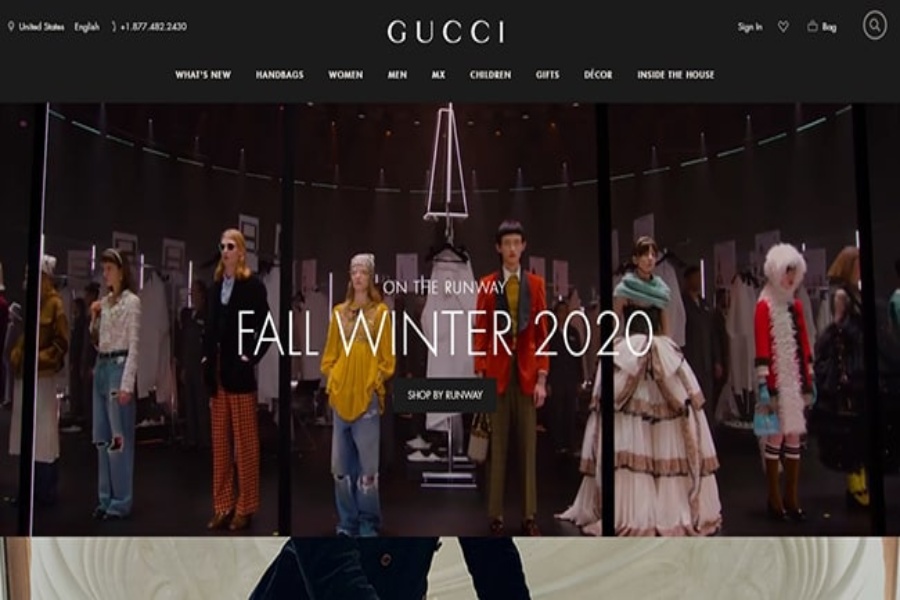 United States English +1.877.482.2430
GUCCI
Sign In Bag
WHAT'S NEW HANDBAGS WOMEN MEN MX CHILDREN GIFTS DÉCOR INSIDE THE HOUSE
ON THE RUNWAY
FALL WINTER 2020
SHOP BY RUNWAY